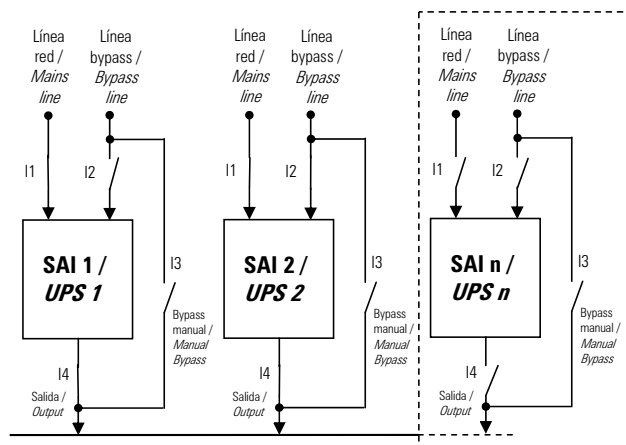 Línea
red /
Mains
line
Línea
bypass /
Bypass
line
I1
I2
SAI 1 /
UPS 1
I3
Bypass
manual /
Manual
Bypass
I4
Salida /
Output
Línea
red /
Mains
line
Línea
bypass /
Bypass
line
I1
I2
SAI 2 /
UPS 2
I3
Bypass
manual /
Manual
Bypass
I4
Salida /
Output
Línea
red /
Mains
line
Línea
bypass /
Bypass
line
I1
I2
SAI n /
UPS n
I3
Bypass
manual /
Manual
Bypass
I4
Salida /
Output